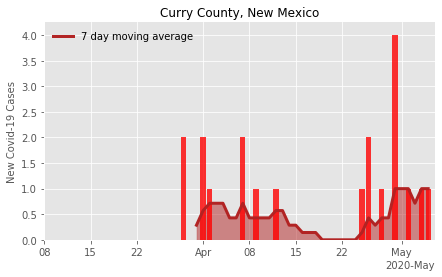 Curry County, New Mexico
7 day moving average
New Covid-19 Cases
4.0
3.5
3.0
2.5
2.0
1.5
1.0
0.5
0.0
08 15 22 Apr 08 15 22 May
2020-May